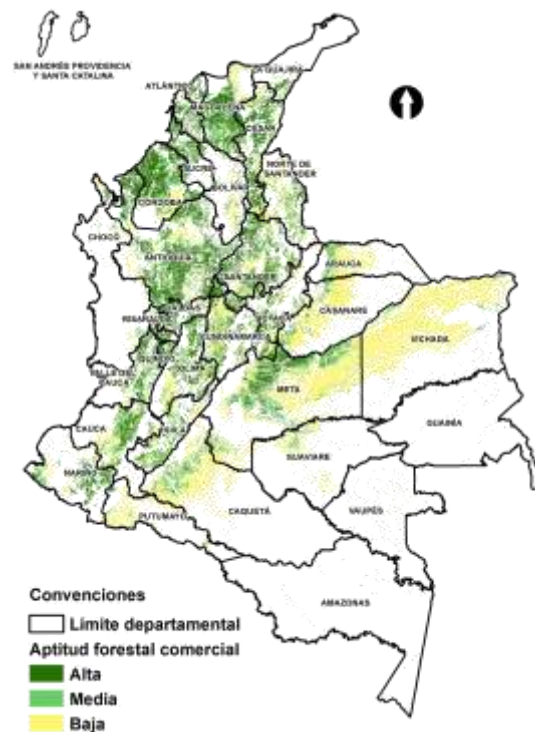 SAN ANDRÉS PROVIDENCIA
Y SANTA CATALINA
LA GUAJIRA
ATLÁNTICO
MAGDALENA
CESAR
SUCRE
NORTE DE
SANTANDER
BOLÍVAR
CÓRDOBA
CHOCÓ
ANTIOQUIA
SANTANDER
ARAUCA
CASANARE
VICHADA
CALDAS
RISARALDA
BOYACÁ
CUNDINAMARCA
QUINDÍO
TOLIMA
VALLE DEL
CAUCA
META
GUAINÍA
CAUCA
HUILA
GUAVIARE
NARIÑO
PUTUMAYO
CAQUETÁ
VAUPÉS
AMAZONAS
Convenciones
Límite departamental
Aptitud forestal comercial
Alta
Media
Baja